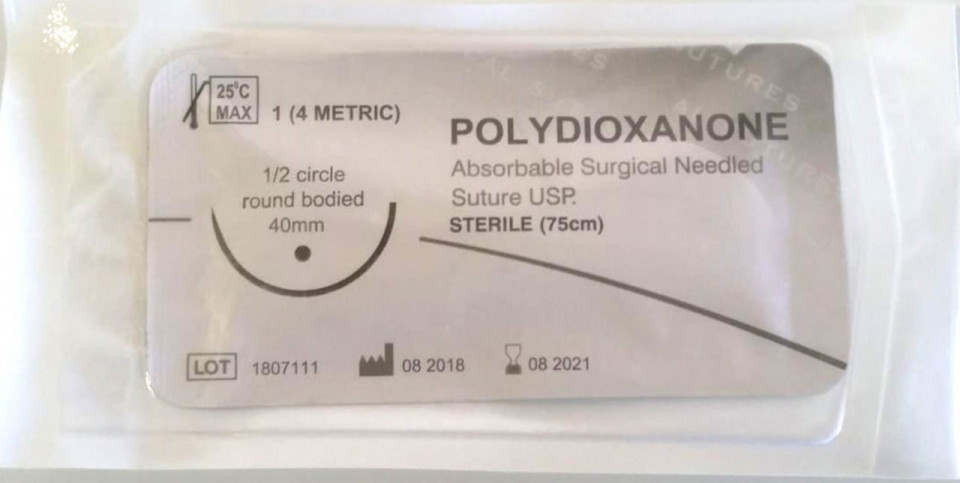 25°C
MAX
1 (4 METRIC)
POLYDIOXANONE
Absorbable Surgical Needled
Suture USP.
STERILE (75cm)
1/2 circle
round bodied
40mm
LOT 1807111 08 2018 08 2021
SUTURES